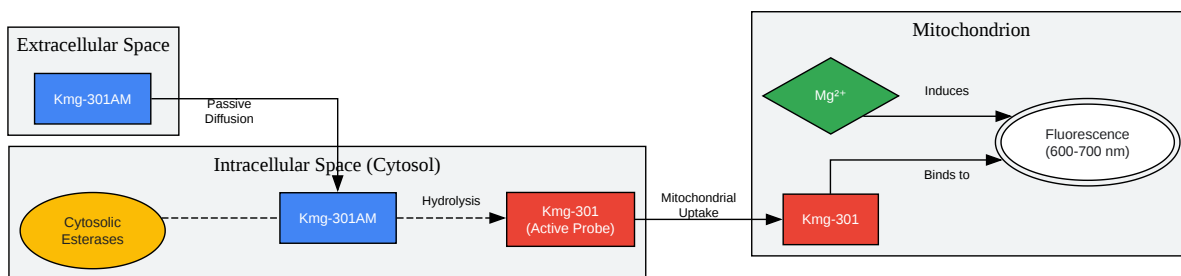 Extracellular Space
Kmg-301AM
Passive
Diffusion
Intracellular Space (Cytosol)
Cytosolic
Esterases
Kmg-301AM
Hydrolysis
Kmg-301
(Active Probe)
Mitochondrial
Uptake
Mitochondrion
Mg²⁺
Induces
Fluorescence
(600-700 nm)
Binds to
Kmg-301